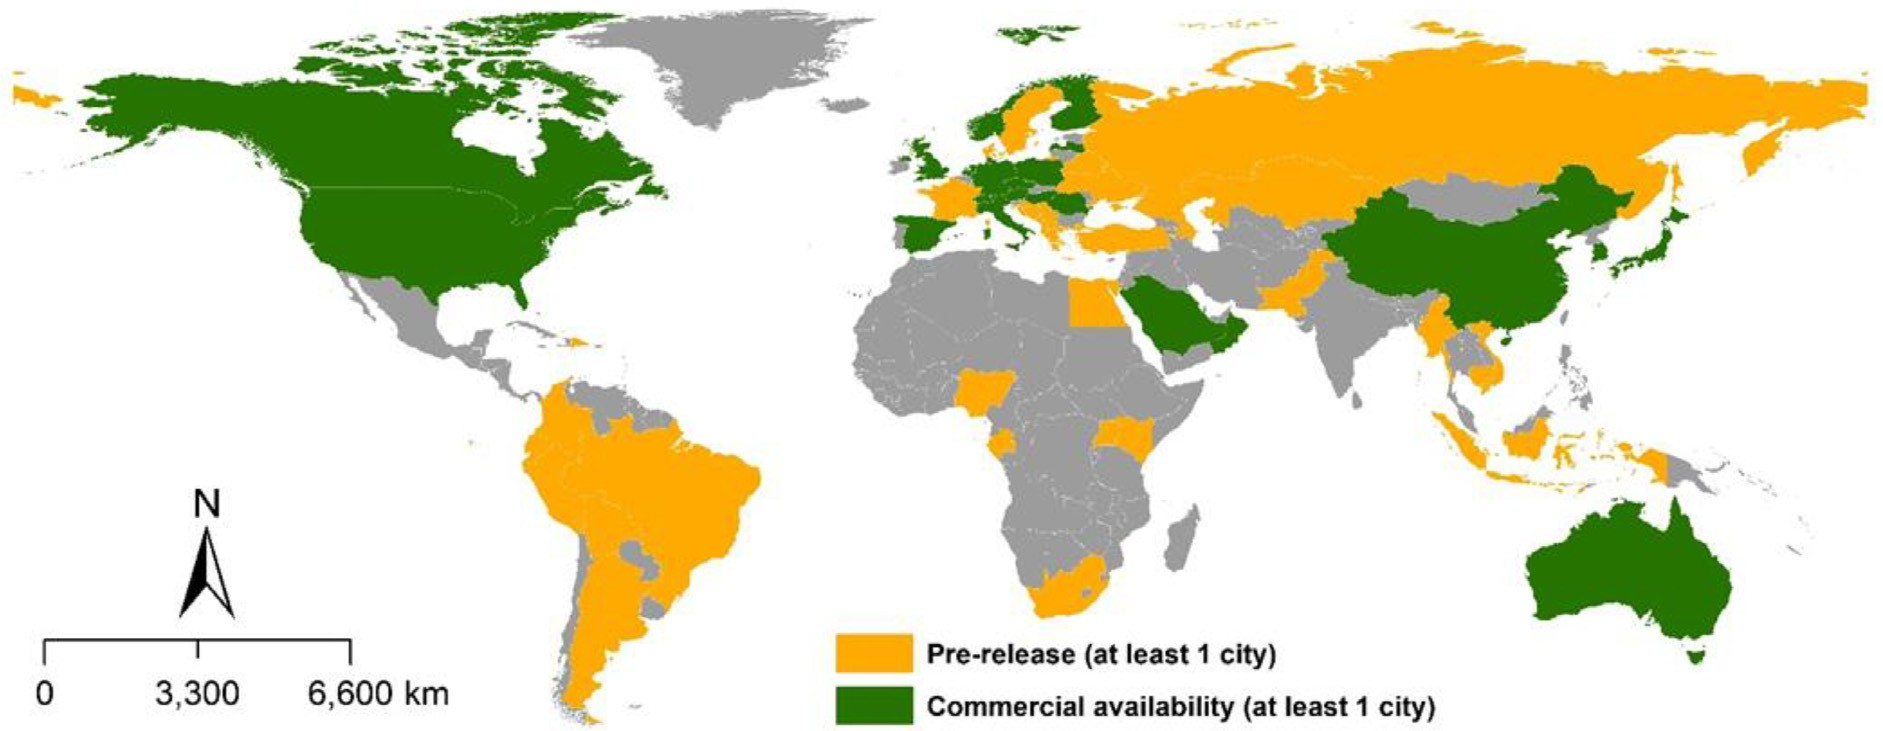 N
0 3,300 6,600 km
Pre-release (at least 1 city)
Commercial availability (at least 1 city)